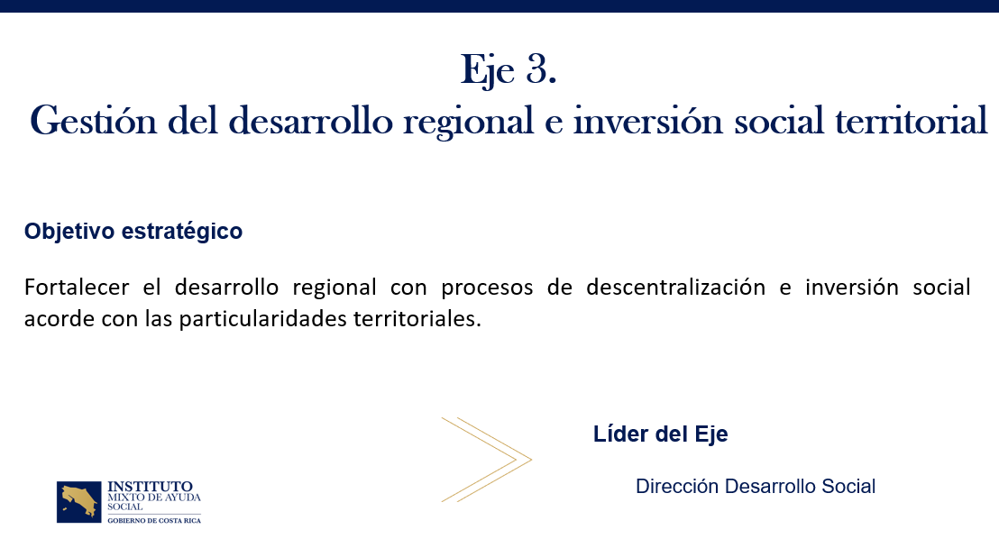 Eje 3.
Gestión del desarrollo regional e inversión social territorial
Objetivo estratégico
Fortalecer el desarrollo regional con procesos de descentralización e inversión social
acorde con las particularidades territoriales.
Líder del Eje
Dirección Desarrollo Social
INSTITUTO
MIXTO DE AYUDA
SOCIAL
GOBIERNO DE COSTA RICA